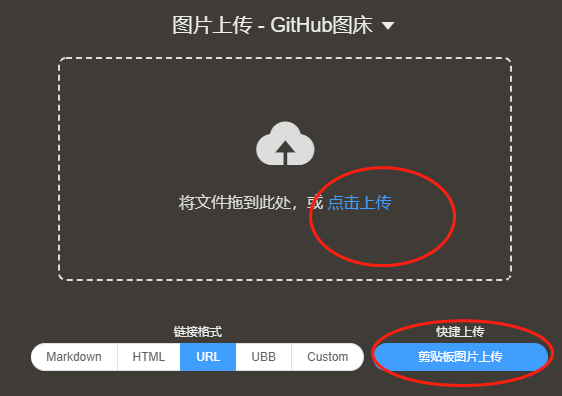 图片上传 - GitHub图床
将文件拖到此处，或 点击上传
链接格式
快捷上传
Markdown HTML URL UBB Custom
剪贴板图片上传